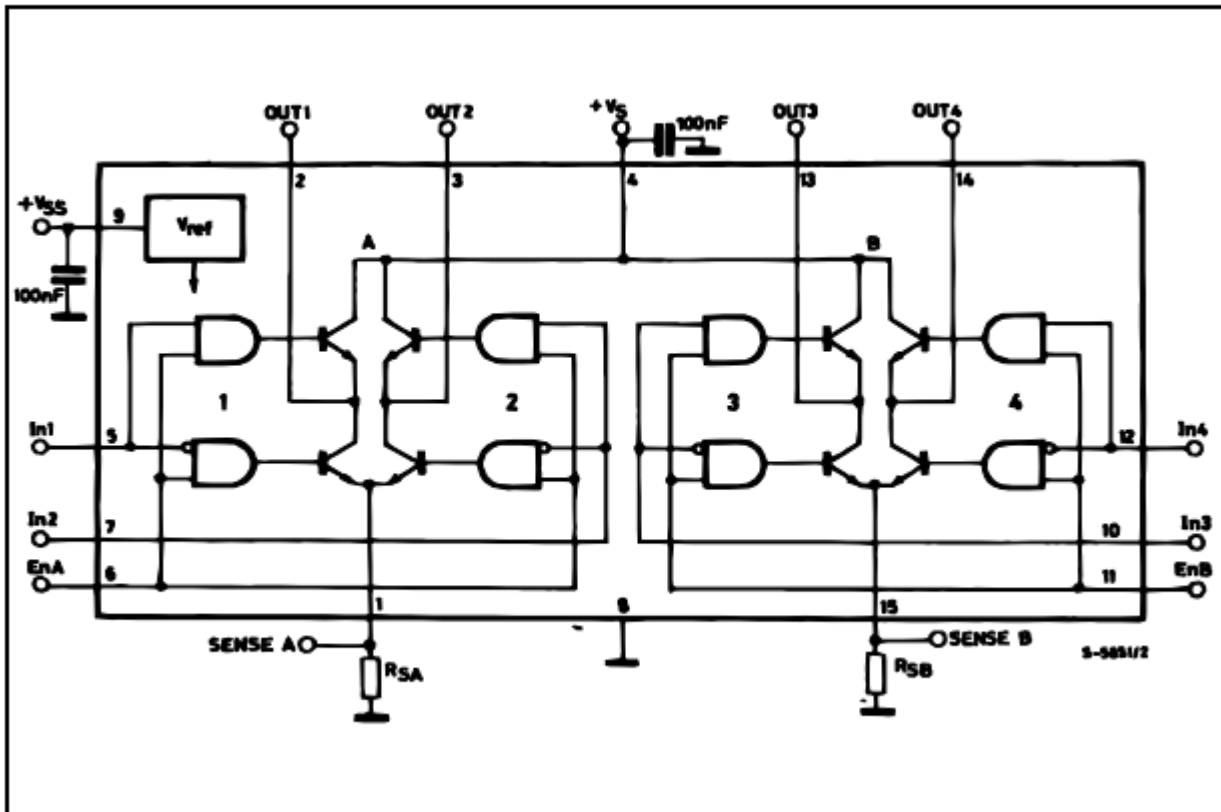 OUT1 OUT2 +VS 100nF OUT3 OUT4
2 3 4 13 14
+VSS 9 Vref A B
100nF
1 2 3 4
In1 5 12 In4
In2 7 10 In3
EnA 6 11 EnB
1 8 15
SENSE A SENSE B S-5851/2
RSA RSB